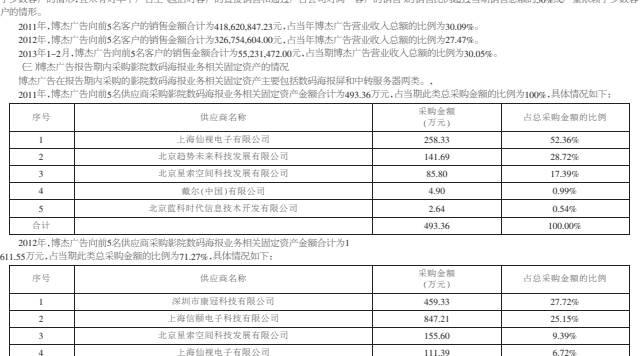 户的情形。
2011年,博杰广告向前5名客户的销售金额合计为418,620,847.23元,占当年博杰广告营业收入总额的比例为30.09%。
2012年,博杰广告向前5名客户的销售金额合计为326,754,604.00元,占当年博杰广告营业收入总额的比例为27.47%。
2013年1-2月,博杰广告向前5名客户的销售金额合计为55,231,472.00元,占当期博杰广告营业收入总额的比例为30.05%。
(三)博杰广告报告期内采购影院数码海报业务相关固定资产的情况
博杰广告在报告期内采购的影院数码海报业务相关固定资产主要包括数码海报屏和中转服务器两类。.
2011年,博杰广告向前5名供应商采购影院数码海报业务相关固定资产金额合计为493.36万元,占当期此类总采购金额的比例为100%,具体情况如下:
序号 供应商名称 采购金额(万元) 占总采购金额的比例
1 上海仙视电子有限公司 258.33 52.36%
2 北京趋势未来科技发展有限公司 141.69 28.72%
3 北京星索空间科技发展有限公司 85.80 17.39%
4 戴尔(中国)有限公司 4.90 0.99%
5 北京蓝科时代信息技术开发有限公司 2.64 0.54%
合计 493.36 100.00%
2012年,博杰广告向前5名供应商采购影院数码海报业务相关固定资产金额合计为1
611.55万元,占当期此类总采购金额的比例为71.27%,具体情况如下:
序号 供应商名称 采购金额(万元) 占总采购金额的比例
1 深圳市康冠科技有限公司 459.33 27.72%
2 上海信颐电子科技有限公司 847.21 25.15%
3 北京星索空间科技发展有限公司 155.60 9.39%
4 上海仙视电子有限公司 111.39 6.72%